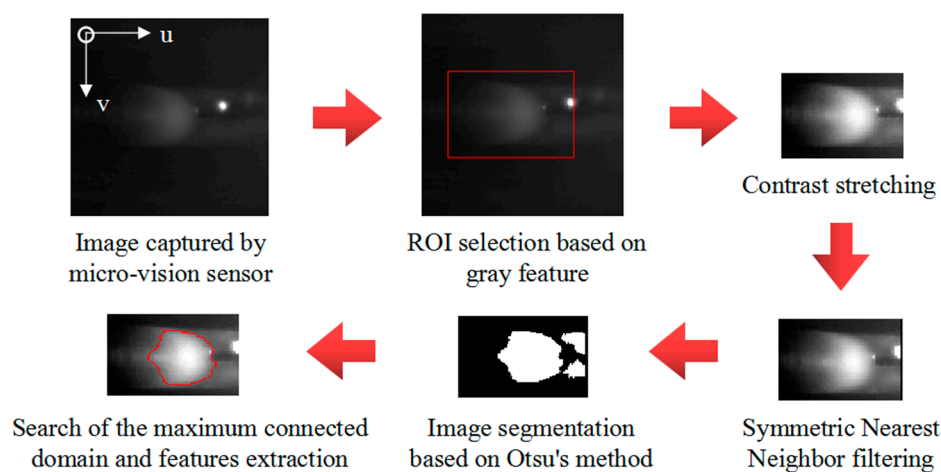 u
v
Image captured by
micro-vision sensor
ROI selection based on
gray feature
Contrast stretching
Symmetric Nearest
Neighbor filtering
Image segmentation
based on Otsu's method
Search of the maximum connected
domain and features extraction